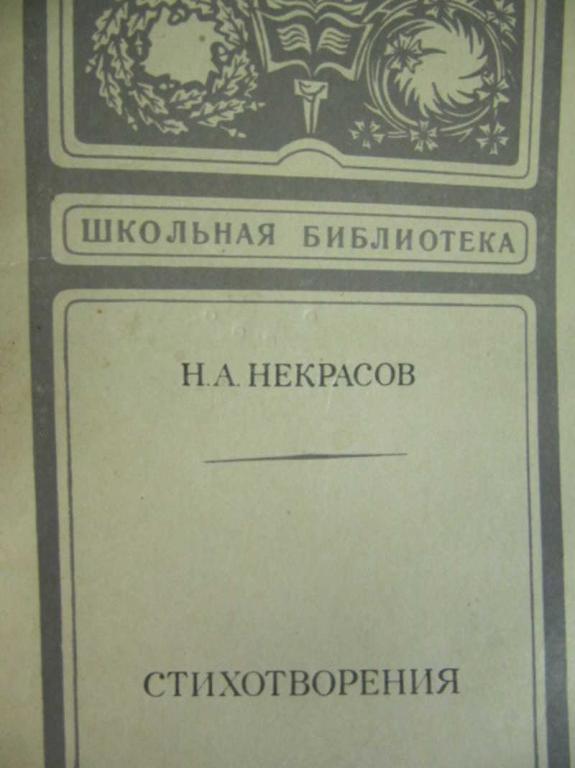 ШКОЛЬНАЯ БИБЛИОТЕКА
Н.А. НЕКРАСОВ
СТИХОТВОРЕНИЯ